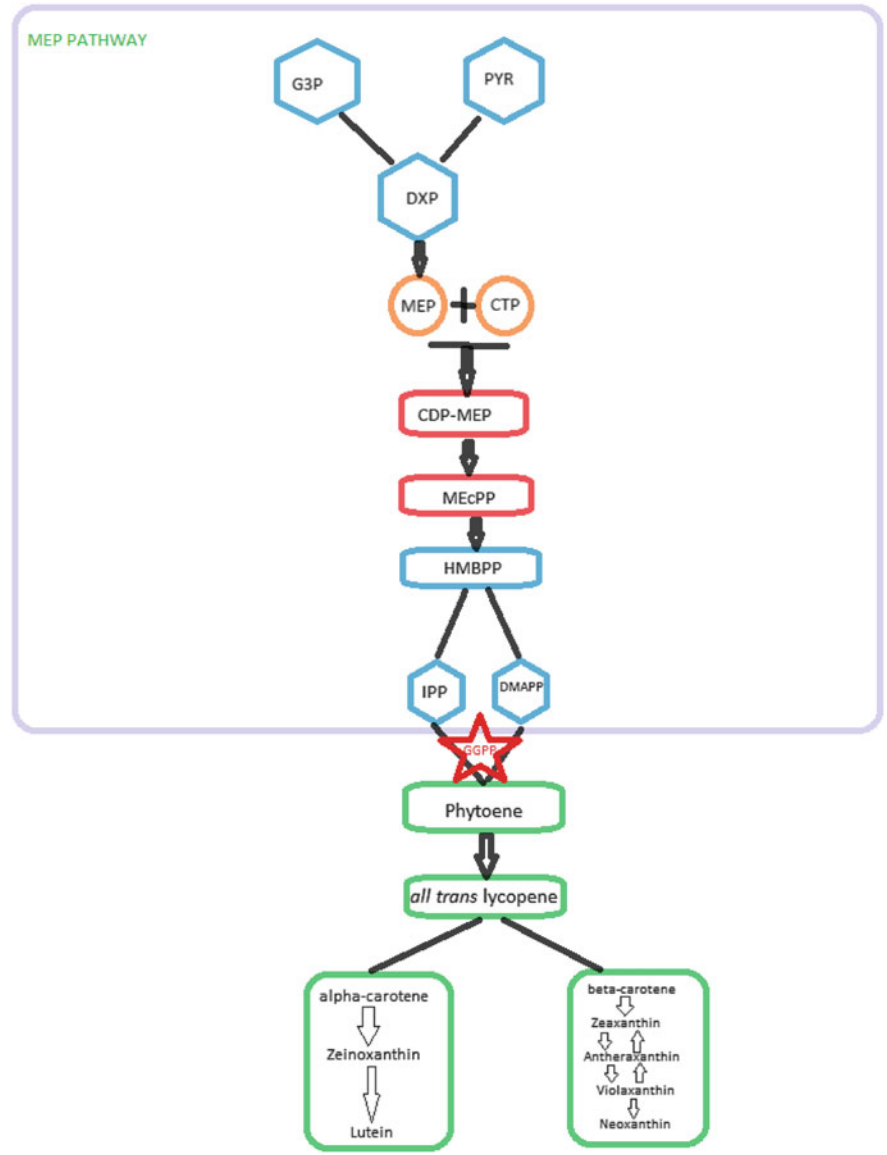 MEP PATHWAY
G3P
PYR
DXP
MEP
CTP
CDP-MEP
MEcPP
HMBPP
IPP
DMAPP
GGPP
Phytoene
all trans lycopene
alpha-carotene
Zeinoxanthin
Lutein
beta-carotene
Zeaxanthin
Antheraxanthin
Violaxanthin
Neoxanthin